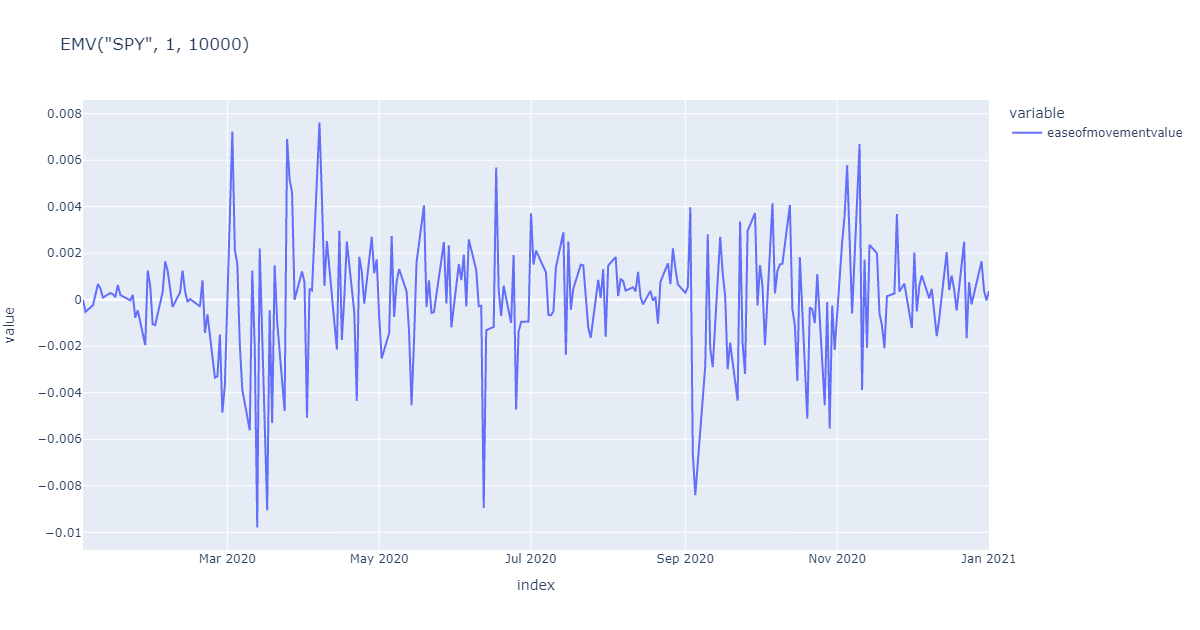 EMV("SPY", 1, 10000)
variable
easeofmovementvalue
value
0.008
0.006
0.004
0.002
0
−0.002
−0.004
−0.006
−0.008
−0.01
Mar 2020
May 2020
Jul 2020
Sep 2020
Nov 2020
Jan 2021
index